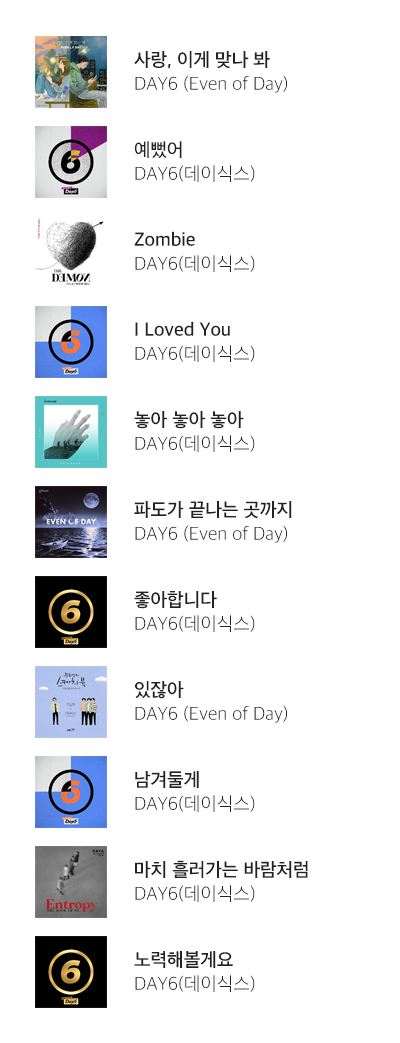 사랑, 이게 맞나 봐
DAY6 (Even of Day)
예뻤어
DAY6(데이식스)
Zombie
DAY6(데이식스)
THE
DEMON
I Loved You
DAY6(데이식스)
놓아 놓아 놓아
DAY6(데이식스)
파도가 끝나는 곳까지
DAY6 (Even of Day)
EVEN OF DAY
좋아합니다
DAY6(데이식스)
6
있잖아
DAY6 (Even of Day)
남겨둘게
DAY6(데이식스)
마치 흘러가는 바람처럼
DAY6(데이식스)
Entropy
노력해볼게요
DAY6(데이식스)
6